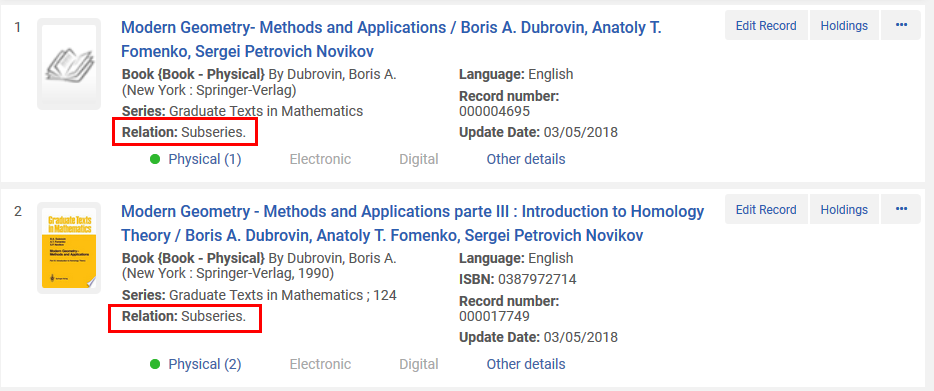 1
Modern Geometry- Methods and Applications / Boris A. Dubrovin, Anatoly T.
Fomenko, Sergei Petrovich Novikov
Edit Record
Holdings
•••
Book {Book - Physical} By Dubrovin, Boris A.
(New York : Springer-Verlag)
Series: Graduate Texts in Mathematics
Relation: Subseries.
Language: English
Record number:
000004695
Update Date: 03/05/2018
Physical (1)
Electronic
Digital
Other details
2
Graduate Texts
in Mathematics
Modern Geometry - Methods and Applications parte III : Introduction to Homology
Theory / Boris A. Dubrovin, Anatoly T. Fomenko, Sergei Petrovich Novikov
Edit Record
Holdings
•••
Book {Book - Physical} By Dubrovin, Boris A.
(New York : Springer-Verlag, 1990)
Series: Graduate Texts in Mathematics ; 124
Relation: Subseries.
Language: English
ISBN: 0387972714
Record number:
000017749
Update Date: 03/05/2018
Physical (2)
Electronic
Digital
Other details